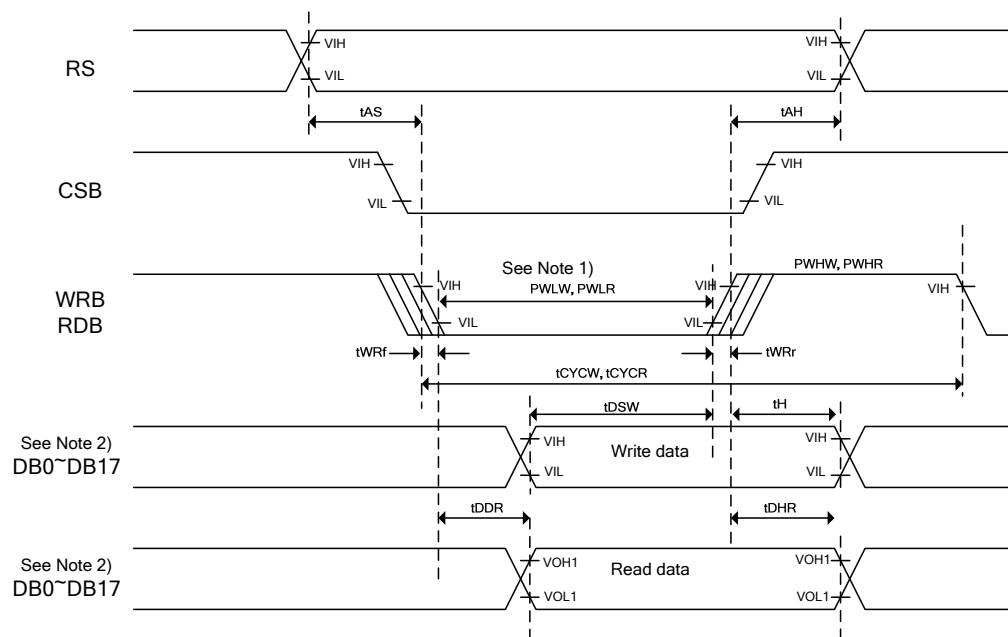 RS
VIH
VIL
VIH
VIL
tAS
tAH
CSB
VIH
VIL
VIH
VIL
WRB
RDB
See Note 1)
PWLW, PWLR
PWHW, PWHR
VIH
VIL
VIH
VIL
VIH
tWRf
tWRr
tCYCW, tCYCR
tDSW
tH
See Note 2)
DB0~DB17
VIH
VIL
Write data
VIH
VIL
tDDR
tDHR
See Note 2)
DB0~DB17
VOH1
VOL1
Read data
VOH1
VOL1